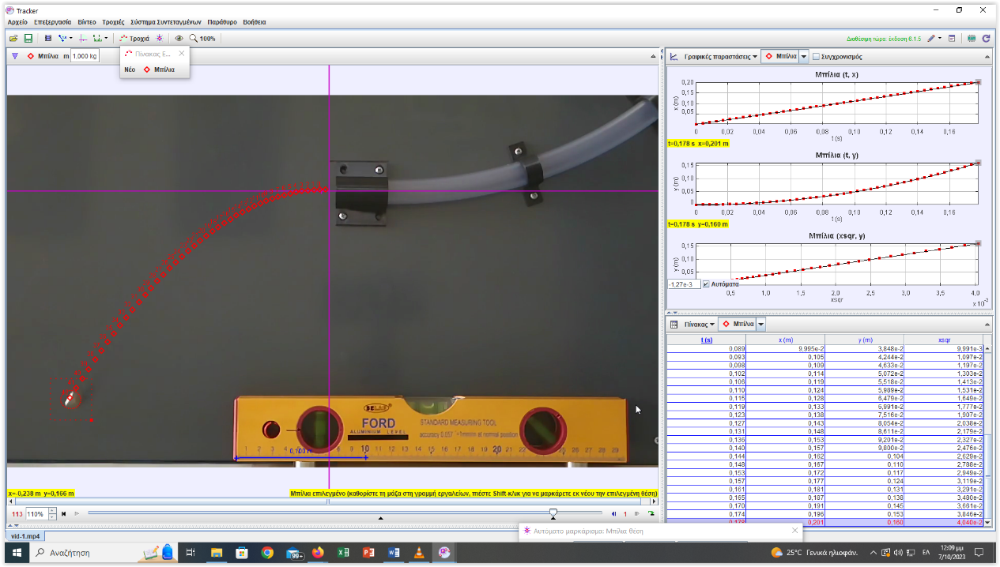 Tracker
Αρχείο Επεξεργασία Βίντεο Τροχιές Σύστημα Συντεταγμένων Παράθυρο Βοήθεια
Τροχιά 100% Διαθέσιμη τώρα: έκδοση 6.1.5
Μπίλια m 1,000 kg
Πίνακας Ε...
Νέο Μπίλια
Γραφικές παραστάσεις Μπίλια Συγχρονισμός
Μπίλια (t, x)
x (m)
0,20
0,15
0,10
0,05
0 0,02 0,04 0,06 0,08 0,10 0,12 0,14 0,16
t (s)
t=0,178 s x=0,201 m
Μπίλια (t, y)
y (m)
0,15
0,10
0,05
0
0 0,02 0,04 0,06 0,08 0,10 0,12 0,14 0,16
t (s)
t=0,178 s y=0,160 m
Μπίλια (xsqr, y)
y (m)
0,15
0,10
0,05
-1,27e-3 Αυτόματα
0,5 1,0 1,5 2,0 2,5 3,0 3,5 4,0
xsqr x10^-2
Πίνακας Μπίλια
t (s) x (m) y (m) xsqr
0,089 9,995e-2 3,848e-2 9,991e-3
0,093 0,105 4,244e-2 1,097e-2
0,098 0,109 4,633e-2 1,197e-2
0,102 0,114 5,072e-2 1,303e-2
0,106 0,119 5,518e-2 1,413e-2
0,110 0,124 5,989e-2 1,531e-2
0,115 0,128 6,479e-2 1,649e-2
0,119 0,133 6,991e-2 1,777e-2
0,123 0,138 7,516e-2 1,907e-2
0,127 0,143 8,054e-2 2,038e-2
0,131 0,148 8,611e-2 2,179e-2
0,136 0,153 9,201e-2 2,327e-2
0,140 0,157 9,800e-2 2,476e-2
0,144 0,162 0,104 2,629e-2
0,148 0,167 0,110 2,788e-2
0,153 0,172 0,117 2,949e-2
0,157 0,177 0,124 3,119e-2
0,161 0,181 0,131 3,291e-2
0,165 0,187 0,138 3,480e-2
0,170 0,191 0,145 3,661e-2
0,174 0,196 0,153 3,846e-2
0,178 0,201 0,160 4,040e-2
FORD
ALUMINIUM LEVEL
STANDARD MEASURING TOOL
accuracy 0.057
0,100 m
1 2 3 4 5 6 7 8 9 10 11 12 13 14 15 16 17 18 19 20 21 22 23 24 25 26 27 28 29
x=-0,238 m y=0,166 m
Μπίλια επιλεγμένο (καθορίστε τη μάζα στη γραμμή εργαλείων, πιέστε Shift-κλικ για να μαρκάρετε εκ νέου την επιλεγμένη θέση)
113 110% 1
vid-1.mp4
Αυτόματο μαρκάρισμα: Μπίλια θέση
Αναζήτηση
99+
25°C Γενικά ηλιοφάν.
ΕΛ
12:09 μμ
7/10/2023